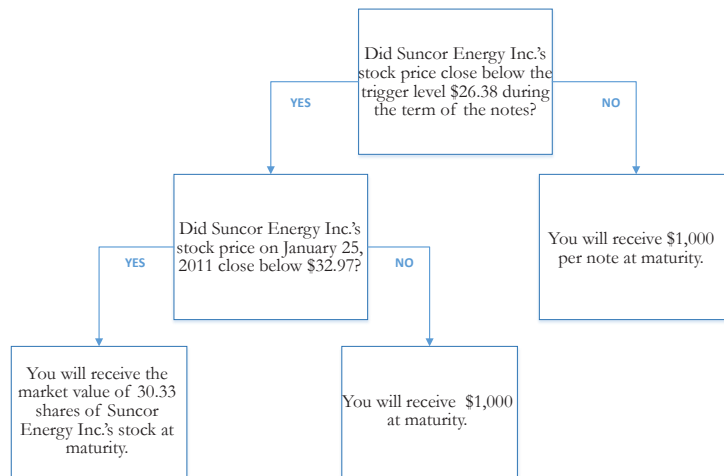 Did Suncor Energy Inc.'s
stock price close below the
trigger level $26.38 during
the term of the notes?
YES
NO
Did Suncor Energy Inc.'s
stock price on January 25,
2011 close below $32.97?
You will receive $1,000
per note at maturity.
YES
NO
You will receive the
market value of 30.33
shares of Suncor
Energy Inc.'s stock at
maturity.
You will receive $1,000
at maturity.